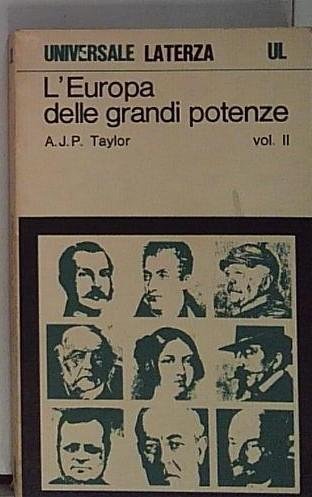 UNIVERSALE LATERZA UL
L'Europa
delle grandi potenze
A.J.P. Taylor vol. II